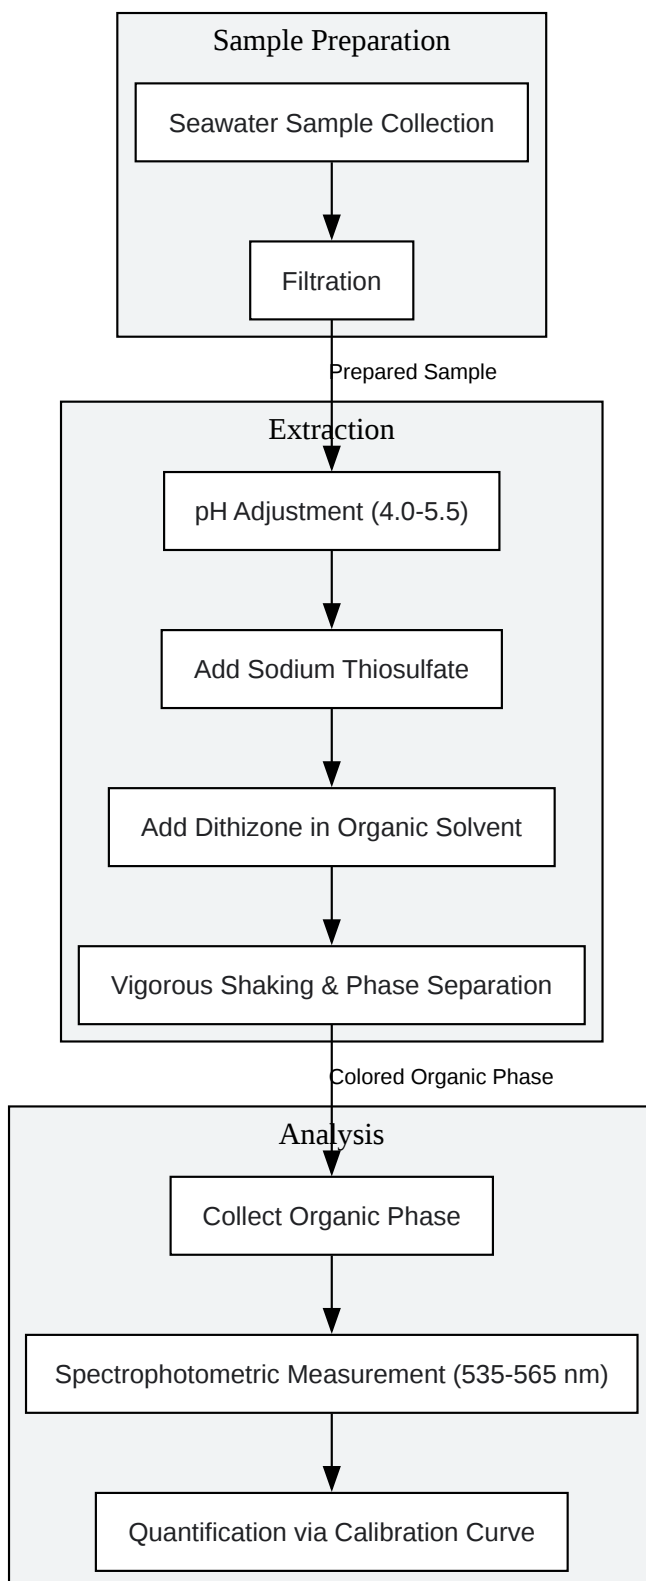 Sample Preparation
Seawater Sample Collection
Filtration
Prepared Sample
Extraction
pH Adjustment (4.0-5.5)
Add Sodium Thiosulfate
Add Dithizone in Organic Solvent
Vigorous Shaking & Phase Separation
Colored Organic Phase
Analysis
Collect Organic Phase
Spectrophotometric Measurement (535-565 nm)
Quantification via Calibration Curve